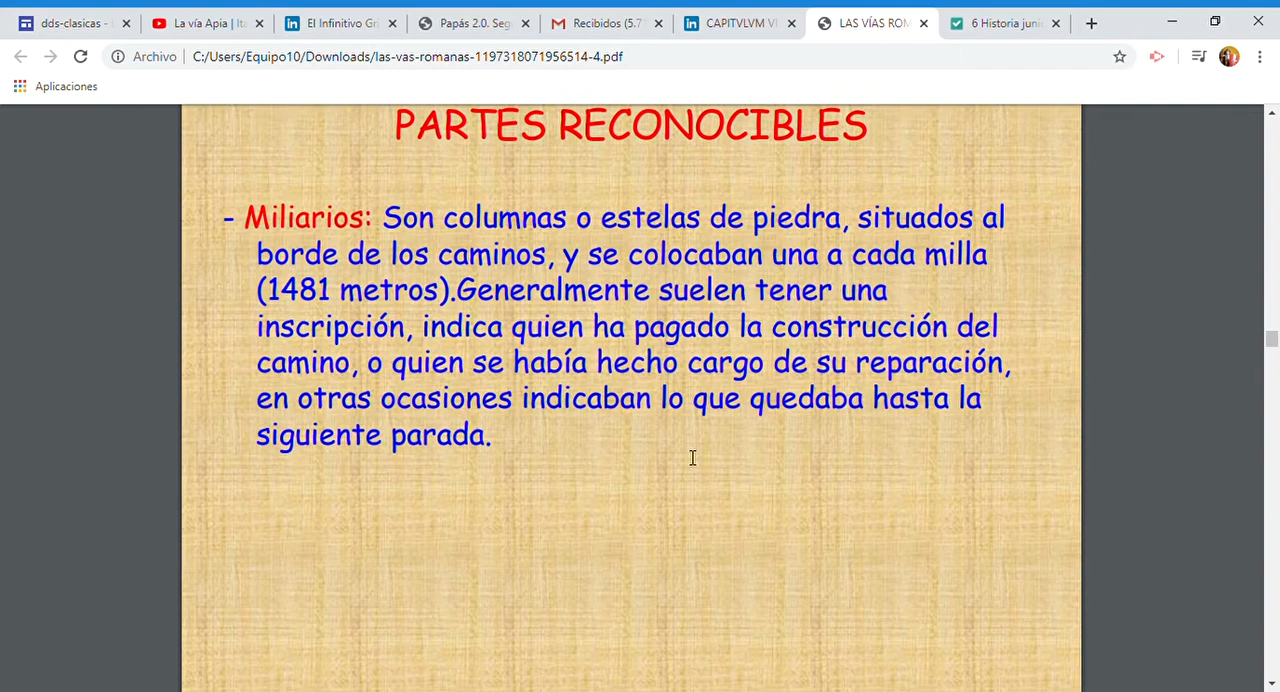 dds-clasicas -
La vía Apia | Ita
El Infinitivo Gri
Papás 2.0. Seg
Recibidos (5.7
CAPITVLVM V
LAS VÍAS ROM
6 Historia juni
Archivo
C:/Users/Equipo10/Downloads/las-vas-romanas-1197318071956514-4.pdf
Aplicaciones
PARTES RECONOCIBLES
- Miliarios: Son columnas o estelas de piedra, situados al
borde de los caminos, y se colocaban una a cada milla
(1481 metros).Generalmente suelen tener una
inscripción, indica quien ha pagado la construcción del
camino, o quien se había hecho cargo de su reparación,
en otras ocasiones indicaban lo que quedaba hasta la
siguiente parada.